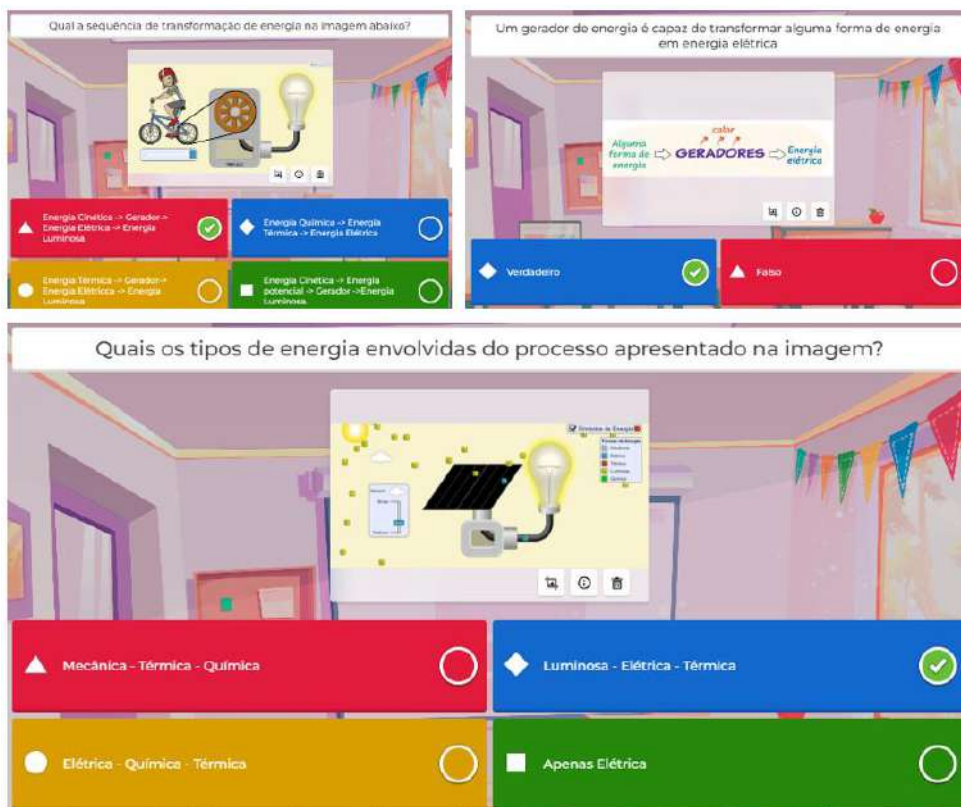 Qual a sequência de transformação de energia na imagem abaixo?
Energia Cinética -> Gerador->
Energia Elétrica -> Energia
Luminosa
Energia Química -> Energia
Térmica -> Energia Elétrica
Energia Térmica -> Gerador->
Energia Elétrica -> Energia
Luminosa
Energia Cinética -> Energia
potencial -> Gerador ->Energia
Luminosa
Um gerador de energia é capaz de transformar alguma forma de energia
em energia elétrica
calor
Alguma
forma de
energia
GERADORES
Energia
elétrica
Verdadeiro
Falso
Quais os tipos de energia envolvidas do processo apresentado na imagem?
Mecânica - Térmica - Química
Luminosa - Elétrica - Térmica
Elétrica - Química - Térmica
Apenas Elétrica